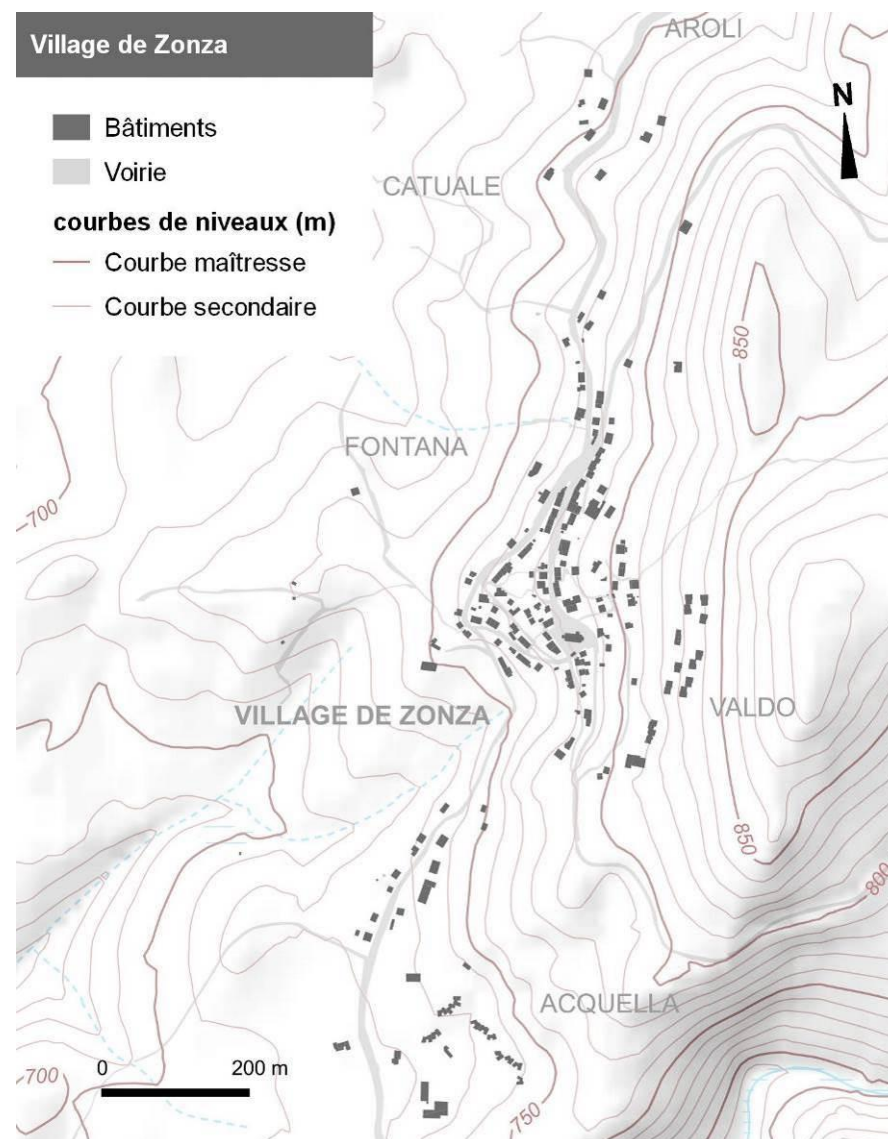 Village de Zonza
Bâtiments
Voirie
courbes de niveaux (m)
Courbe maîtresse
Courbe secondaire
AROLI
N
CATUALE
850
FONTANA
700
VILLAGE DE ZONZA
VALDO
850
800
ACQUELLA
0 200 m
700
750